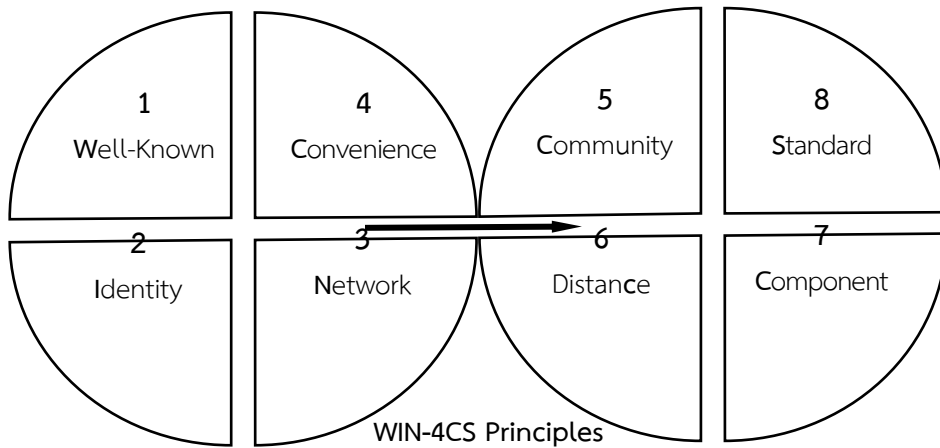 1
Well-Known
4
Convenience
5
Community
8
Standard
2
Identity
3
Network
6
Distance
7
Component
WIN-4CS Principles